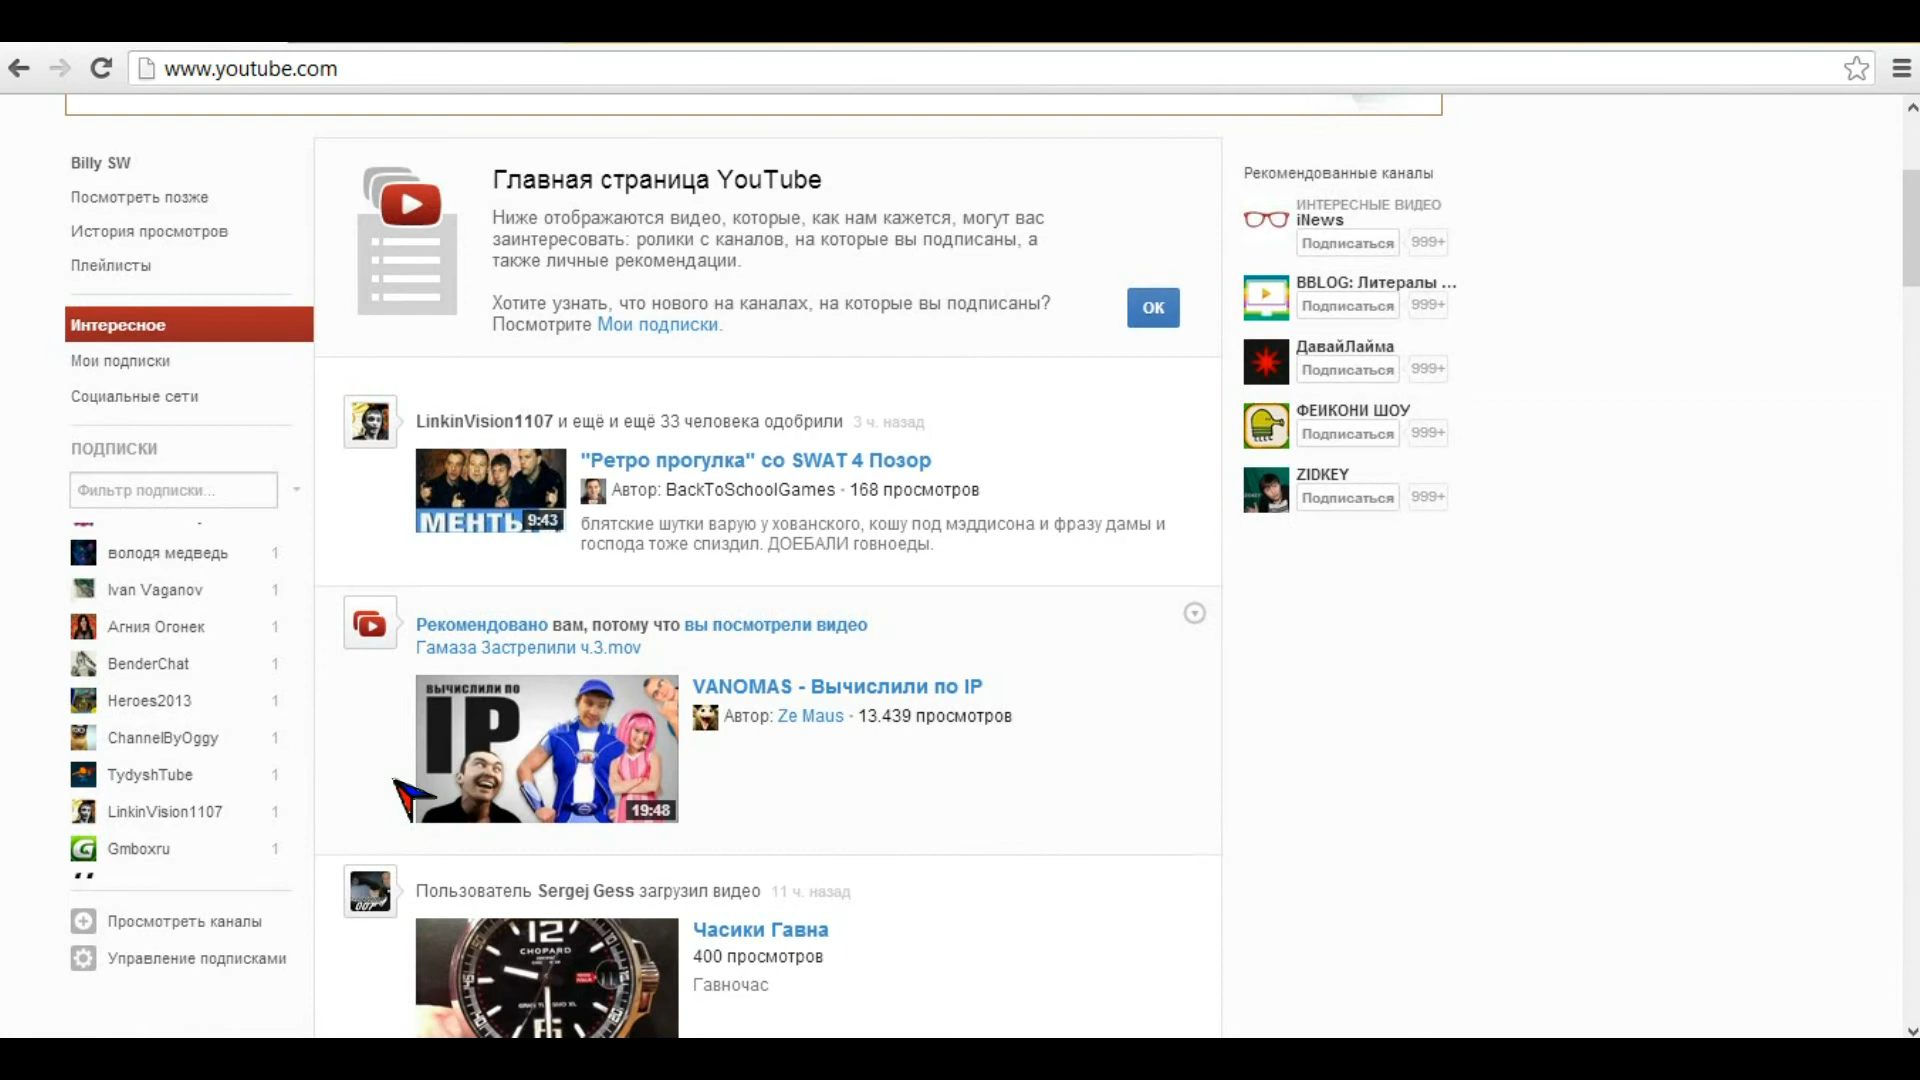 www.youtube.com
Billy SW
Посмотреть позже
История просмотров
Плейлисты
Интересное
Мои подписки
Социальные сети
ПОДПИСКИ
Фильтр подписки...
володя медведь 1
Ivan Vaganov 1
Агния Огонек 1
BenderChat 1
Heroes2013 1
ChannelByOggy 1
TydyshTube 1
LinkinVision1107 1
Gmboxru 1
Просмотреть каналы
Управление подписками
Главная страница YouTube
Ниже отображаются видео, которые, как нам кажется, могут вас
заинтересовать: ролики с каналов, на которые вы подписаны, а
также личные рекомендации.
Хотите узнать, что нового на каналах, на которые вы подписаны?
Посмотрите Мои подписки.
ОК
LinkinVision1107 и ещё и ещё 33 человека одобрили 3 ч. назад
МЕНТЫ 9:43
"Ретро прогулка" со SWAT 4 Позор
Автор: BackToSchoolGames · 168 просмотров
блятские шутки варую у хованского, кошу под мэддисона и фразу дамы и
господа тоже спиздил. ДОЕБАЛИ говноеды.
Рекомендовано вам, потому что вы посмотрели видео
Гамаза Застрелили ч.3.mov
ВЫЧИСЛИЛИ ПО
IP
19:48
VANOMAS - Вычислили по IP
Автор: Ze Maus · 13.439 просмотров
Пользователь Sergej Gess загрузил видео 11 ч. назад
007
12
CHOPARD
Часики Гавна
400 просмотров
Гавночас
Рекомендованные каналы
ИНТЕРЕСНЫЕ ВИДЕО
iNews
Подписаться 999+
BBLOG: Литералы ...
Подписаться 999+
ДавайЛайма
Подписаться 999+
ФЕЙКОНИ ШОУ
Подписаться 999+
ZIDKEY
Подписаться 999+